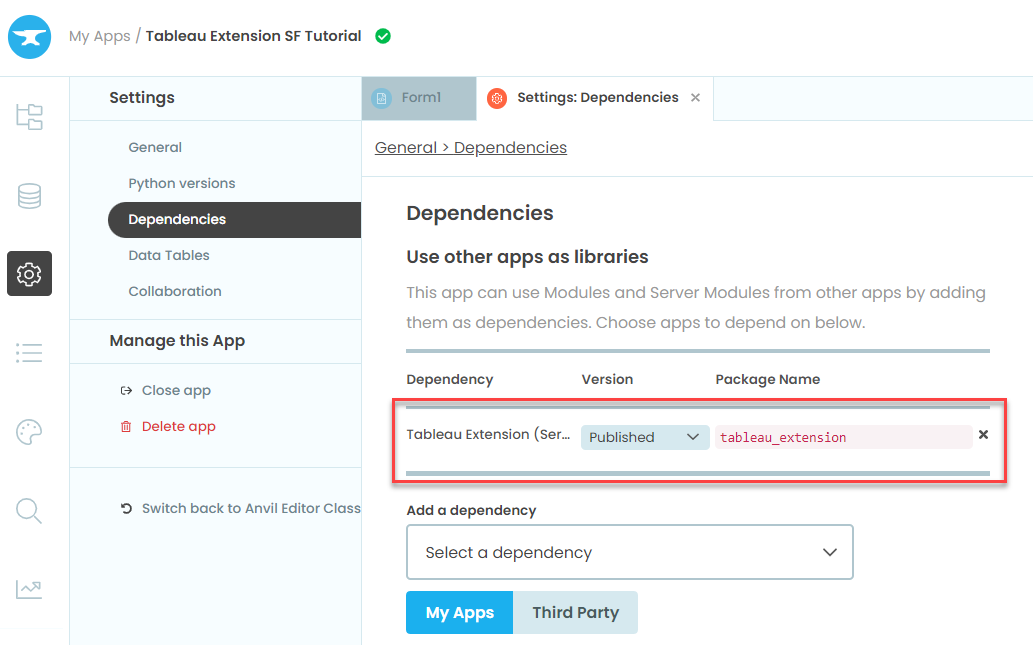 My Apps / Tableau Extension SF Tutorial
Settings
General
Python versions
Dependencies
Data Tables
Collaboration
Manage this App
Close app
Delete app
Switch back to Anvil Editor Class
Form1
Settings: Dependencies
General > Dependencies
Dependencies
Use other apps as libraries
This app can use Modules and Server Modules from other apps by adding
them as dependencies. Choose apps to depend on below.
Dependency Version Package Name
Tableau Extension (Ser... Published tableau_extension
Add a dependency
Select a dependency
My Apps Third Party